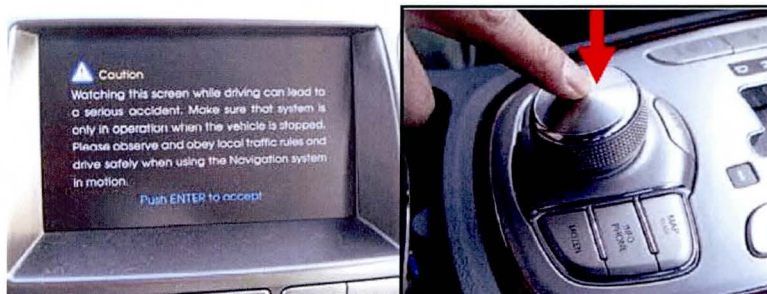 Caution
Watching this screen while driving can lead to
a serious accident. Make sure that system is
only in operation when the vehicle is stopped.
Please observe and obey local traffic rules and
drive safely when using the Navigation system
in motion.
Push ENTER to accept
INFO
PHONE
MAP